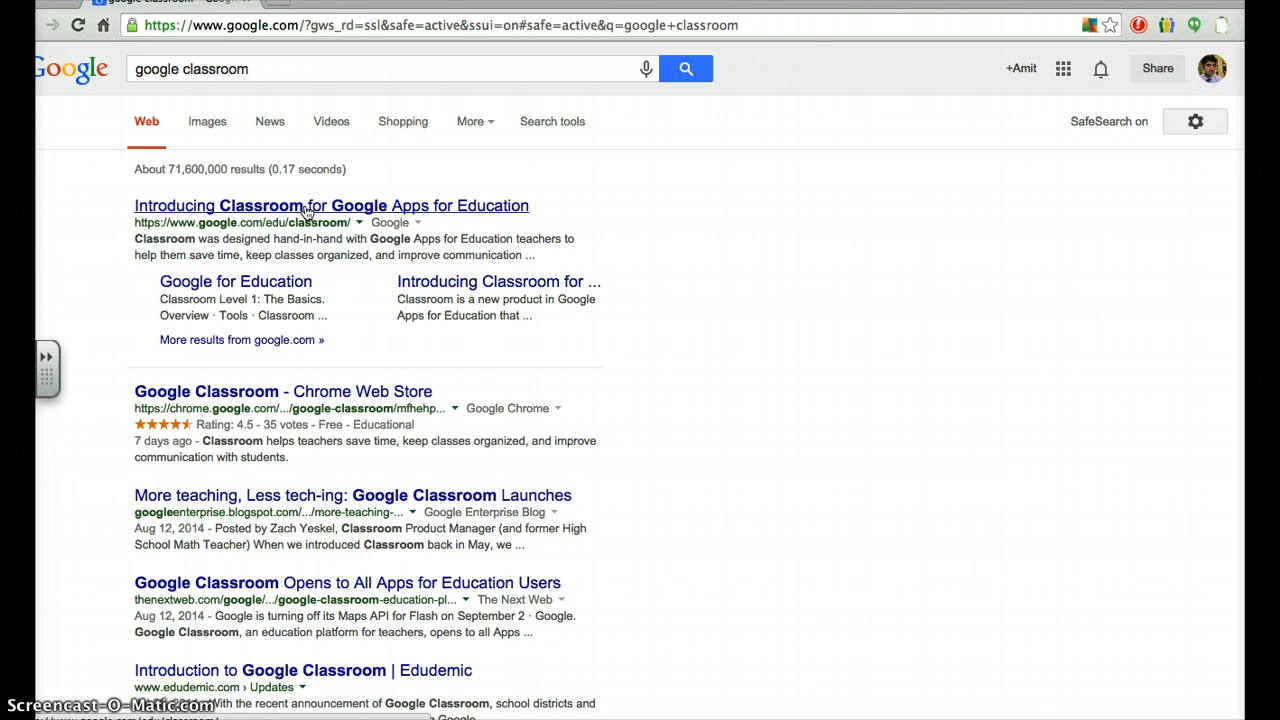 google classroom - Goog
https://www.google.com/?gws_rd=ssl&safe=active&ssui=on#safe=active&q=google+classroom
Google
google classroom
+Amit
Share
Web Images News Videos Shopping More Search tools
SafeSearch on
About 71,600,000 results (0.17 seconds)
Introducing Classroom for Google Apps for Education
https://www.google.com/edu/classroom/ Google
Classroom was designed hand-in-hand with Google Apps for Education teachers to
help them save time, keep classes organized, and improve communication ...
Google for Education
Classroom Level 1: The Basics.
Overview · Tools · Classroom ...
Introducing Classroom for ...
Classroom is a new product in Google
Apps for Education that ...
More results from google.com »
Google Classroom - Chrome Web Store
https://chrome.google.com/.../google-classroom/mfhehp... Google Chrome
Rating: 4.5 - 35 votes - Free - Educational
7 days ago - Classroom helps teachers save time, keep classes organized, and improve
communication with students.
More teaching, Less tech-ing: Google Classroom Launches
googleenterprise.blogspot.com/.../more-teaching-... Google Enterprise Blog
Aug 12, 2014 - Posted by Zach Yeskel, Classroom Product Manager (and former High
School Math Teacher) When we introduced Classroom back in May, we ...
Google Classroom Opens to All Apps for Education Users
thenextweb.com/google/.../google-classroom-education-pl... The Next Web
Aug 12, 2014 - Google is turning off its Maps API for Flash on September 2 · Google.
Google Classroom, an education platform for teachers, opens to all Apps ...
Introduction to Google Classroom | Edudemic
www.edudemic.com › Updates
With the recent announcement of Google Classroom, school districts and
Screencast-O-Matic.com